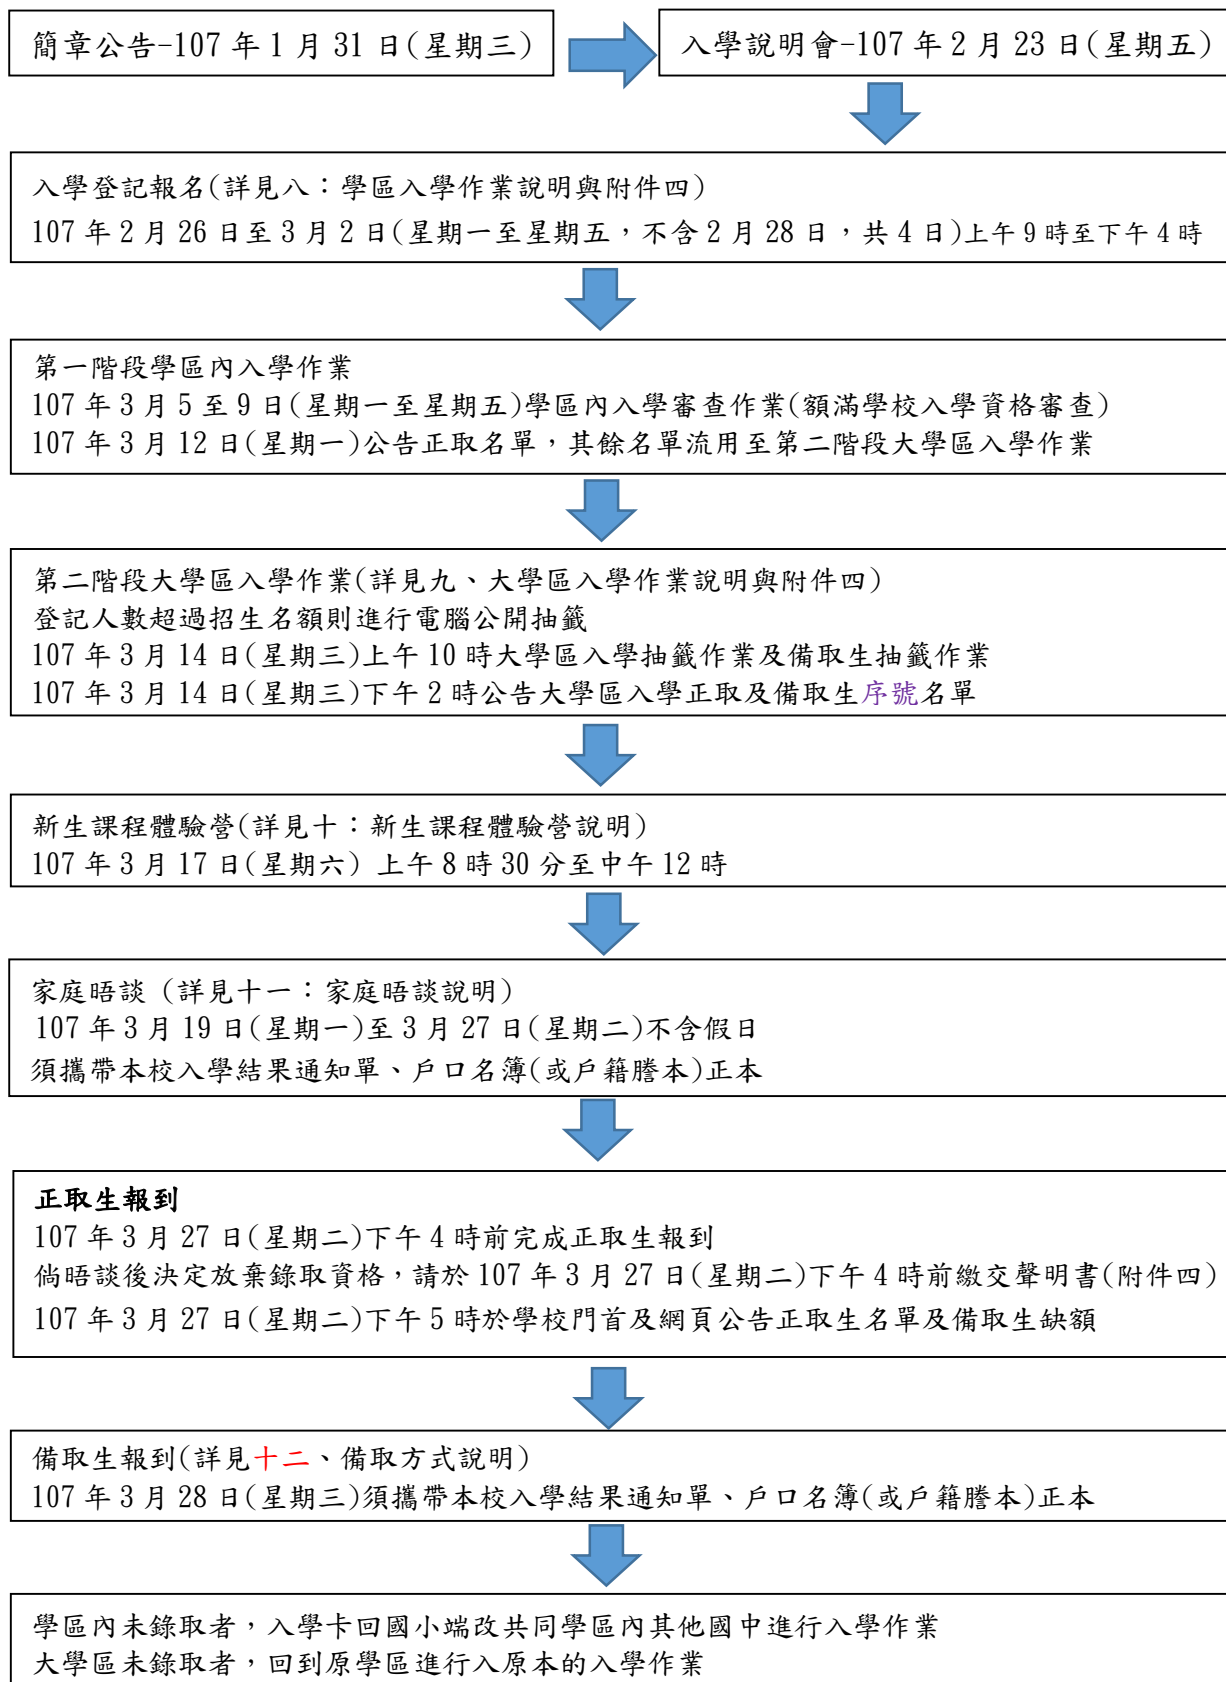 簡章公告-107 年 1 月 31 日(星期三)
入學說明會-107 年 2 月 23 日(星期五)
入學登記報名(詳見八：學區入學作業說明與附件四)
107 年 2 月 26 日至 3 月 2 日(星期一至星期五，不含 2 月 28 日，共 4 日)上午 9 時至下午 4 時
第一階段學區內入學作業
107 年 3 月 5 至 9 日(星期一至星期五)學區內入學審查作業(額滿學校入學資格審查)
107 年 3 月 12 日(星期一)公告正取名單，其餘名單流用至第二階段大學區入學作業
第二階段大學區入學作業(詳見九、大學區入學作業說明與附件四)
登記人數超過招生名額則進行電腦公開抽籤
107 年 3 月 14 日(星期三)上午 10 時大學區入學抽籤作業及備取生抽籤作業
107 年 3 月 14 日(星期三)下午 2 時公告大學區入學正取及備取生序號名單
新生課程體驗營(詳見十：新生課程體驗營說明)
107 年 3 月 17 日(星期六) 上午 8 時 30 分至中午 12 時
家庭晤談 (詳見十一：家庭晤談說明)
107 年 3 月 19 日(星期一)至 3 月 27 日(星期二)不含假日
須攜帶本校入學結果通知單、戶口名簿(或戶籍謄本)正本
正取生報到
107 年 3 月 27 日(星期二)下午 4 時前完成正取生報到
倘晤談後決定放棄錄取資格，請於 107 年 3 月 27 日(星期二)下午 4 時前繳交聲明書(附件四)
107 年 3 月 27 日(星期二)下午 5 時於學校門首及網頁公告正取生名單及備取生缺額
備取生報到(詳見十二、備取方式說明)
107 年 3 月 28 日(星期三)須攜帶本校入學結果通知單、戶口名簿(或戶籍謄本)正本
學區內未錄取者，入學卡回國小端改共同學區內其他國中進行入學作業
大學區未錄取者，回到原學區進行入原本的入學作業